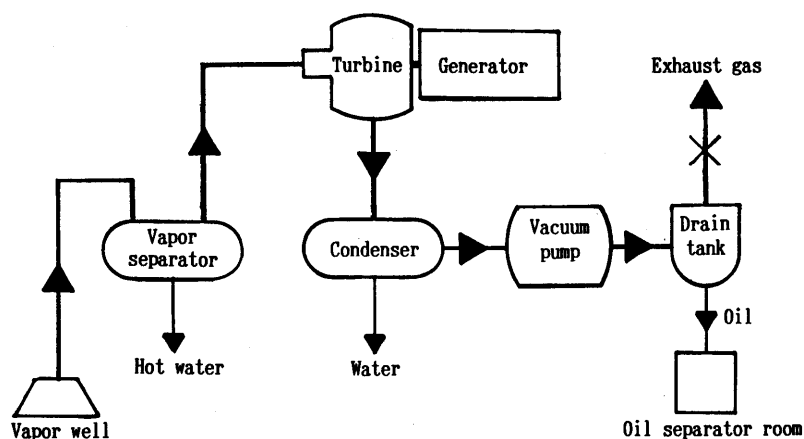 Turbine
Generator
Exhaust gas
Vapor
separator
Condenser
Vacuum
pump
Drain
tank
Oil
Hot water
Water
Vapor well
Oil separator room